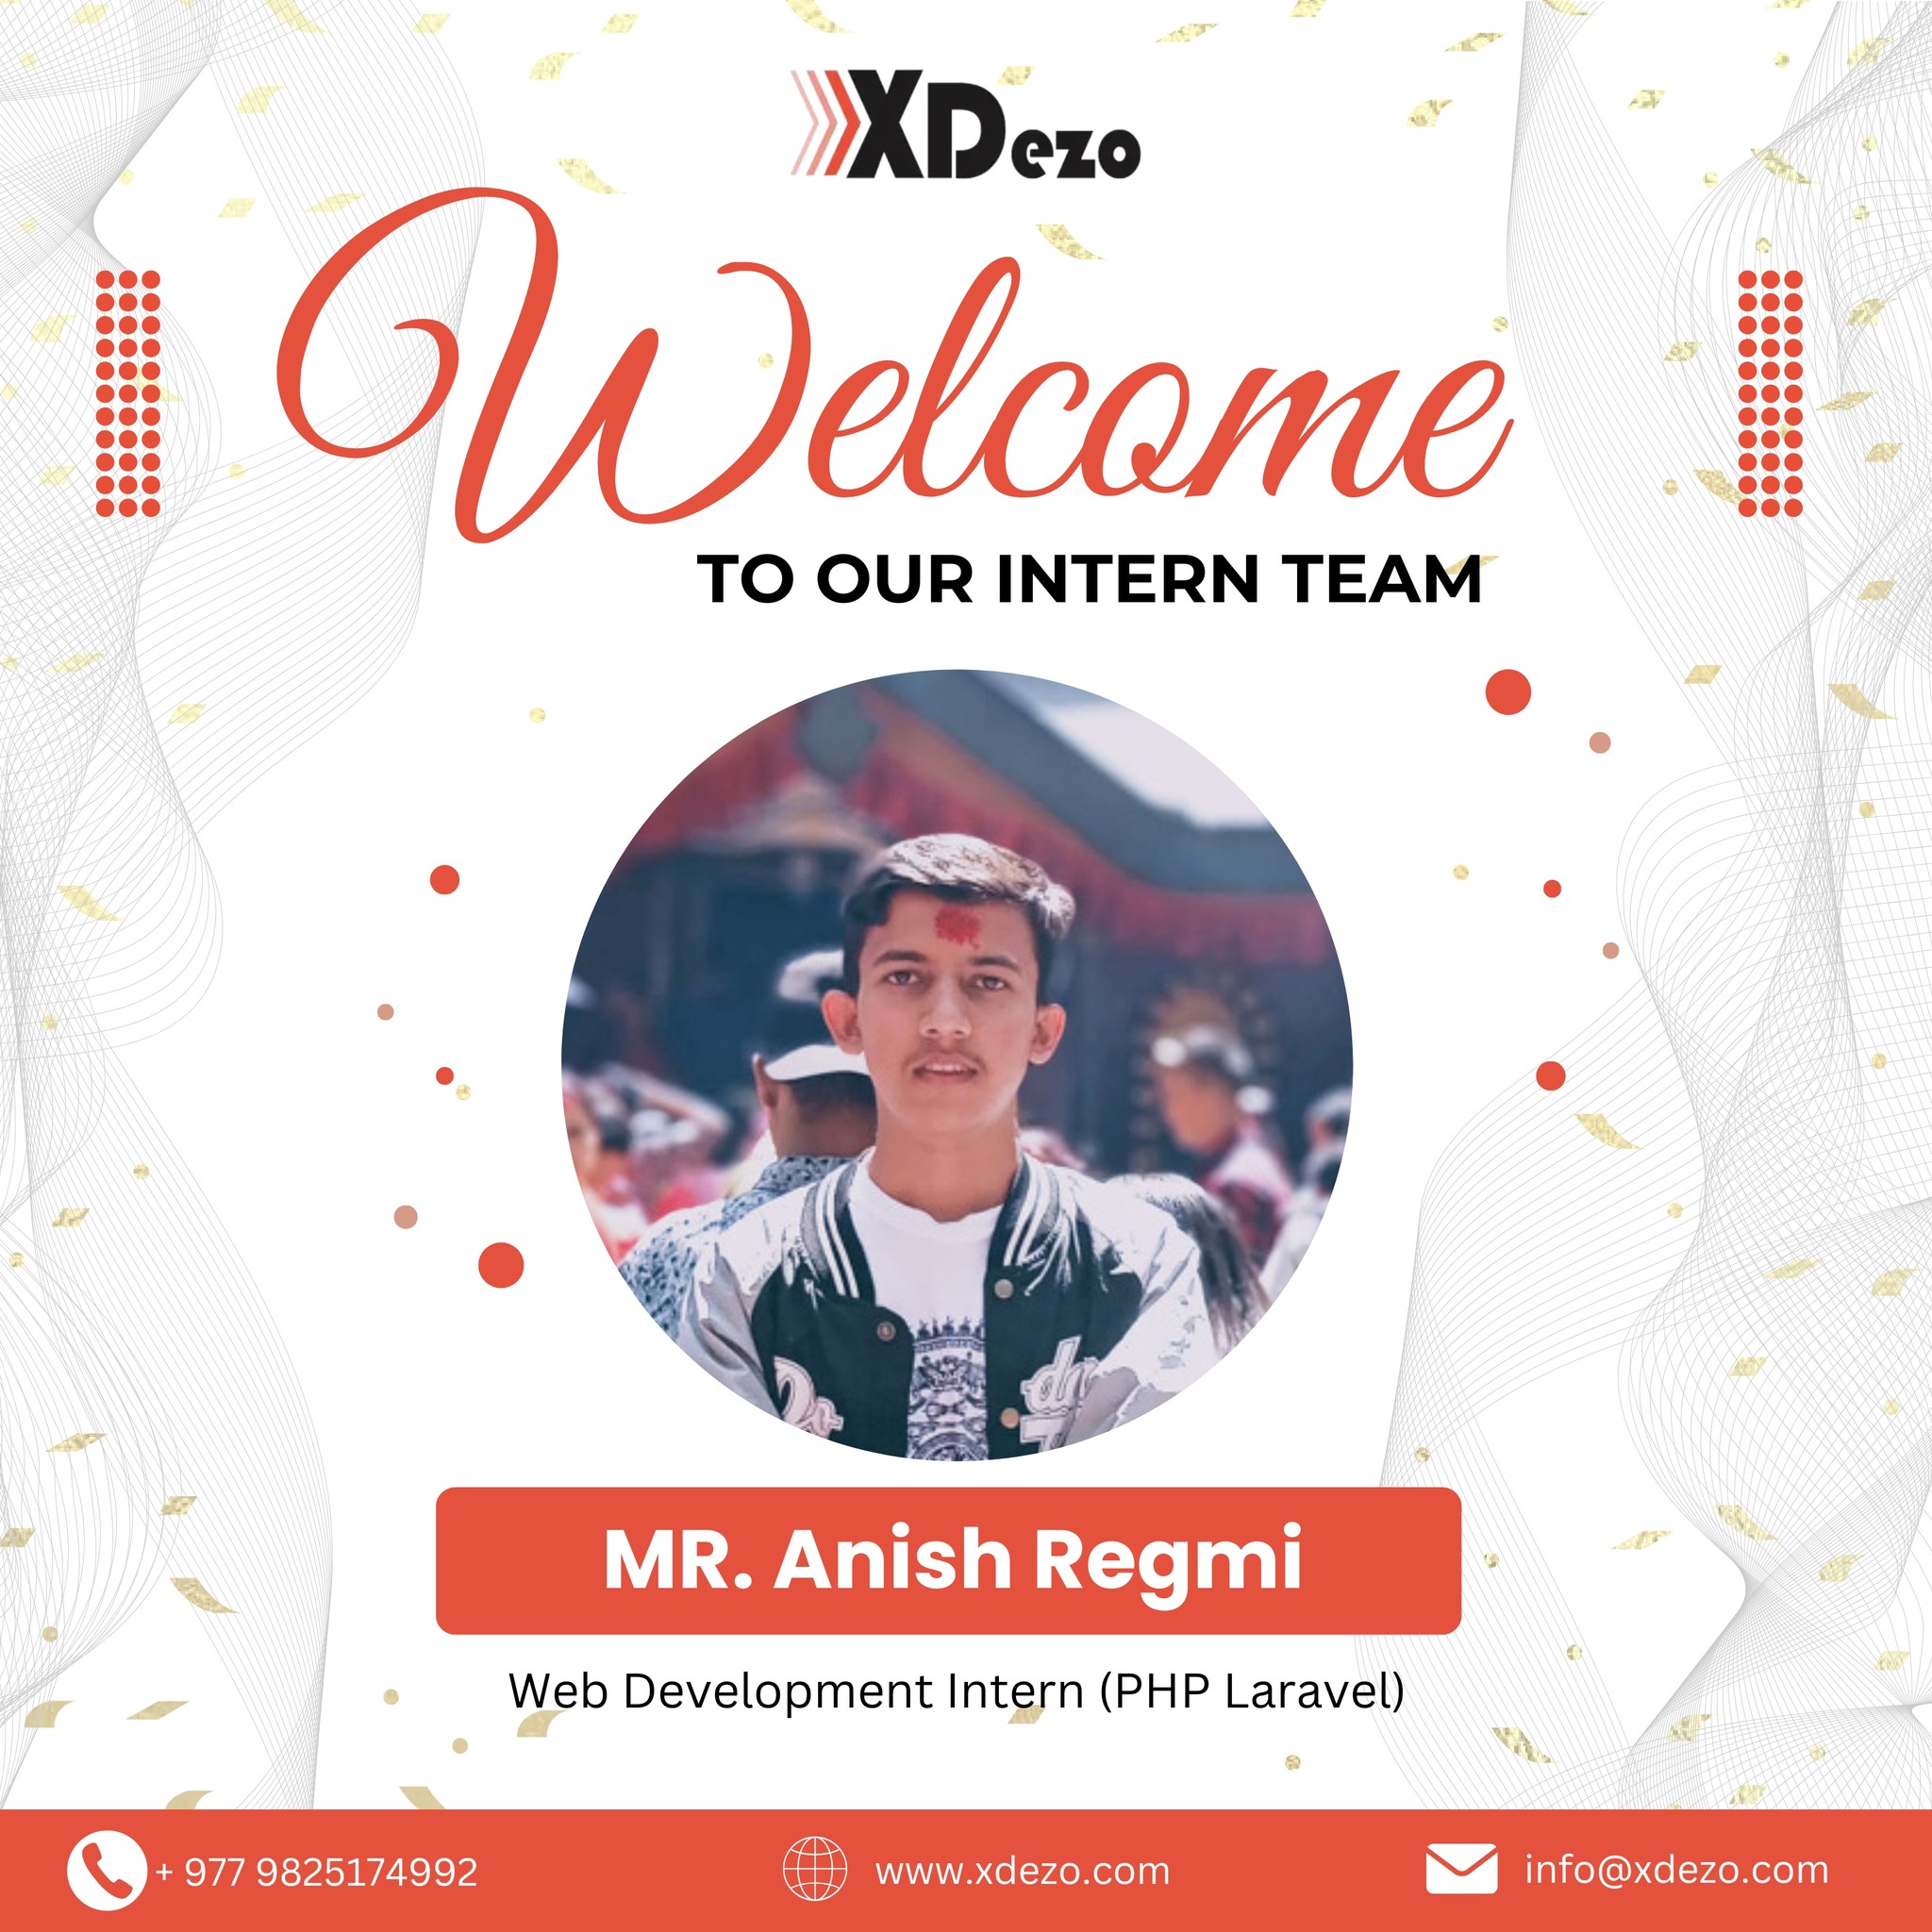 XDezo
Welcome
TO OUR INTERN TEAM
MR. Anish Regmi
Web Development Intern (PHP Laravel)
+ 977 9825174992
www.xdezo.com
info@xdezo.com